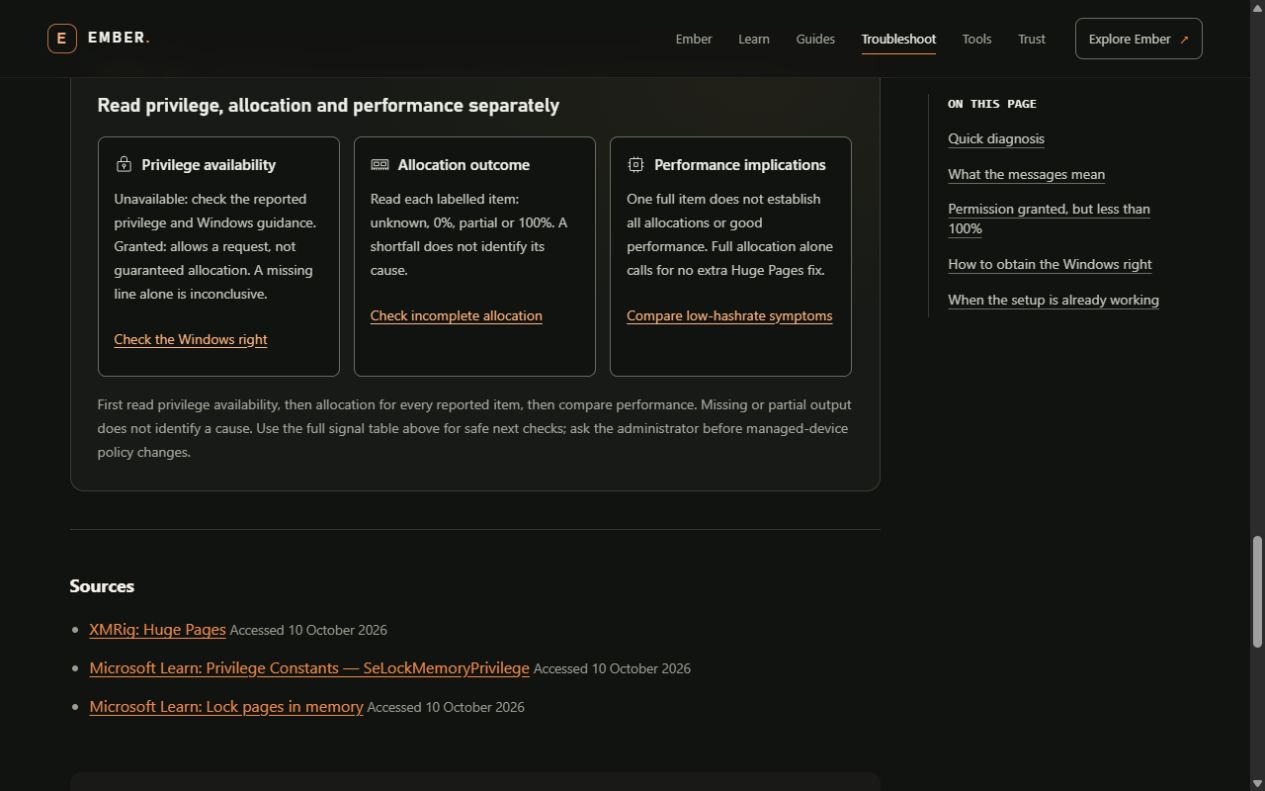 E EMBER.
Ember Learn Guides Troubleshoot Tools Trust Explore Ember ↗
Read privilege, allocation and performance separately
Privilege availability
Unavailable: check the reported
privilege and Windows guidance.
Granted: allows a request, not
guaranteed allocation. A missing
line alone is inconclusive.
Check the Windows right
Allocation outcome
Read each labelled item:
unknown, 0%, partial or 100%. A
shortfall does not identify its
cause.
Check incomplete allocation
Performance implications
One full item does not establish
all allocations or good
performance. Full allocation alone
calls for no extra Huge Pages fix.
Compare low-hashrate symptoms
First read privilege availability, then allocation for every reported item, then compare performance. Missing or partial output
does not identify a cause. Use the full signal table above for safe next checks; ask the administrator before managed-device
policy changes.
ON THIS PAGE
Quick diagnosis
What the messages mean
Permission granted, but less than
100%
How to obtain the Windows right
When the setup is already working
Sources
XMRig: Huge Pages Accessed 10 October 2026
Microsoft Learn: Privilege Constants — SeLockMemoryPrivilege Accessed 10 October 2026
Microsoft Learn: Lock pages in memory Accessed 10 October 2026